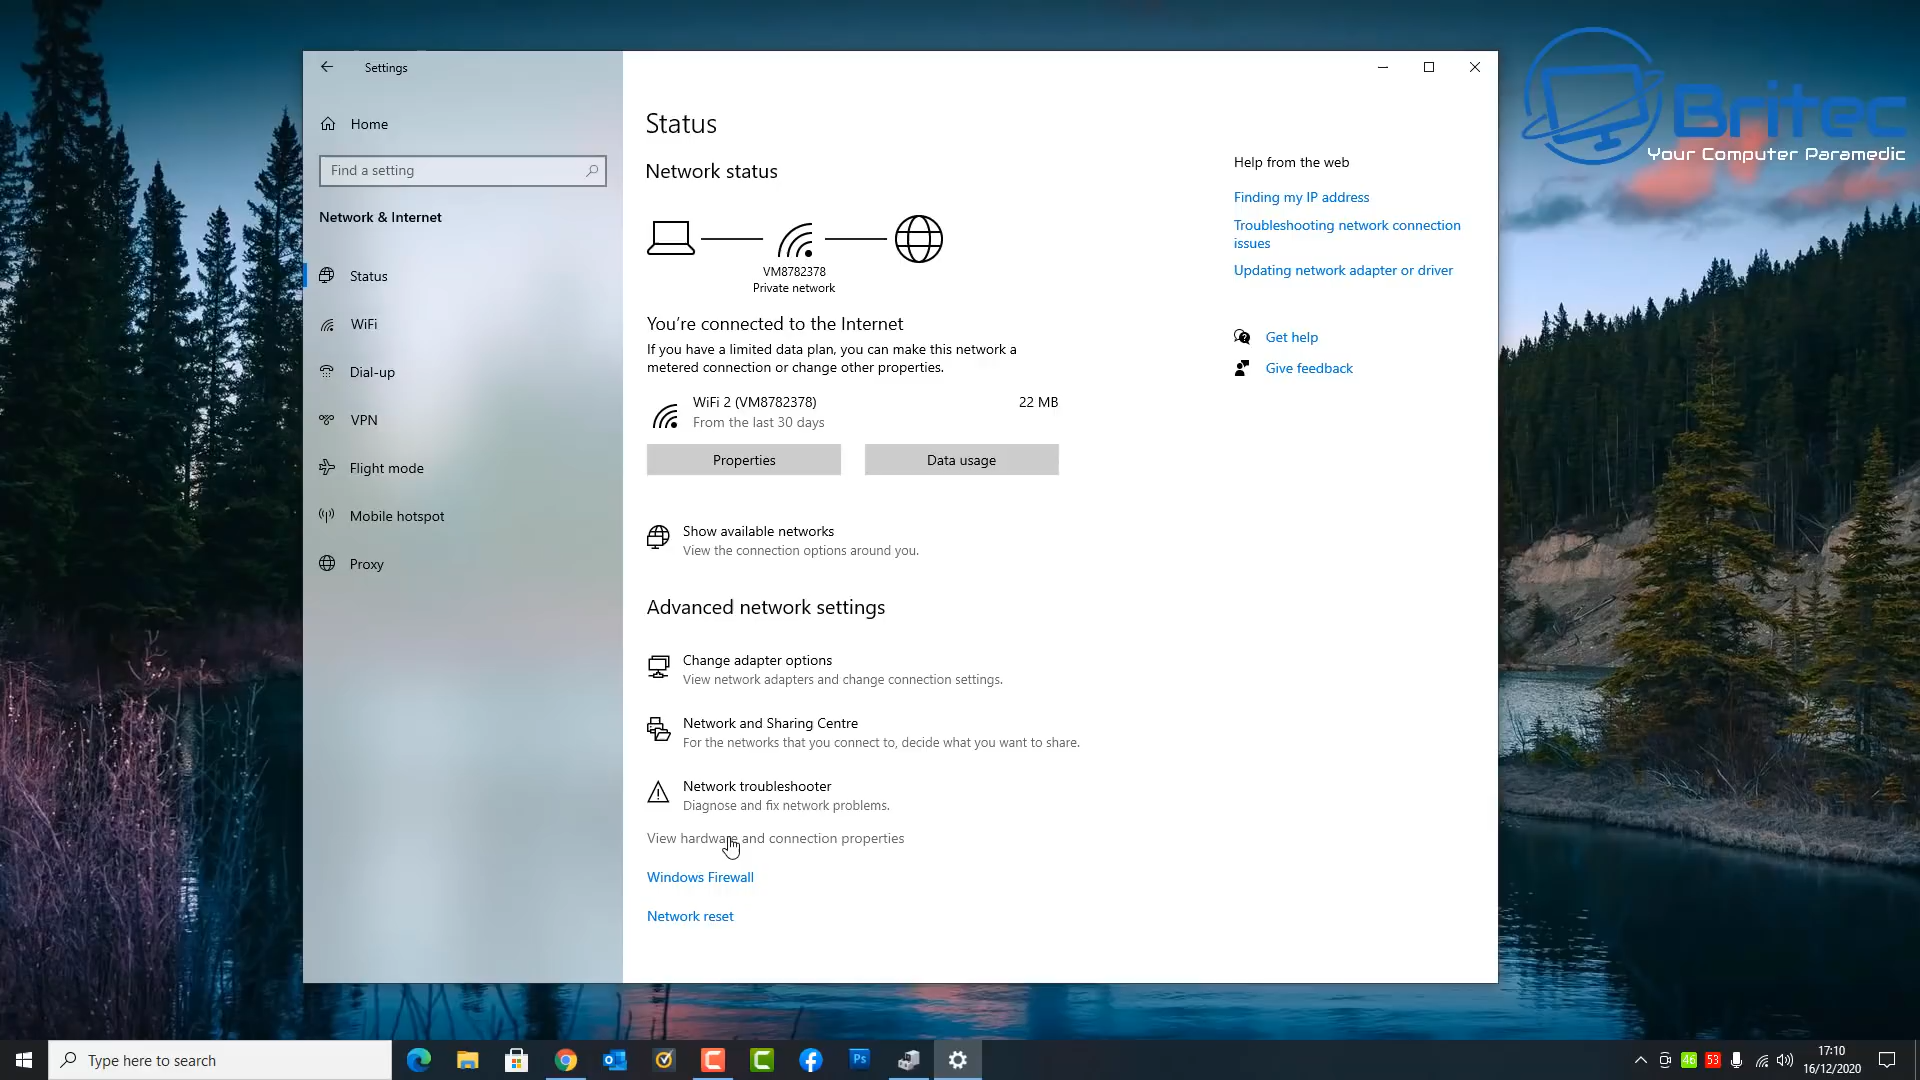 Settings
Home
Find a setting
Network & Internet
Status
WiFi
Dial-up
VPN
Flight mode
Mobile hotspot
Proxy
Status
Network status
VM8782378
Private network
You're connected to the Internet
If you have a limited data plan, you can make this network a
metered connection or change other properties.
WiFi 2 (VM8782378)
22 MB
From the last 30 days
Properties
Data usage
Show available networks
View the connection options around you.
Advanced network settings
Change adapter options
View network adapters and change connection settings.
Network and Sharing Centre
For the networks that you connect to, decide what you want to share.
Network troubleshooter
Diagnose and fix network problems.
View hardware and connection properties
Windows Firewall
Network reset
Help from the web
Finding my IP address
Troubleshooting network connection
issues
Updating network adapter or driver
Get help
Give feedback
Britec
Your Computer Paramedic
Type here to search
Ps
46
53
17:10
16/12/2020